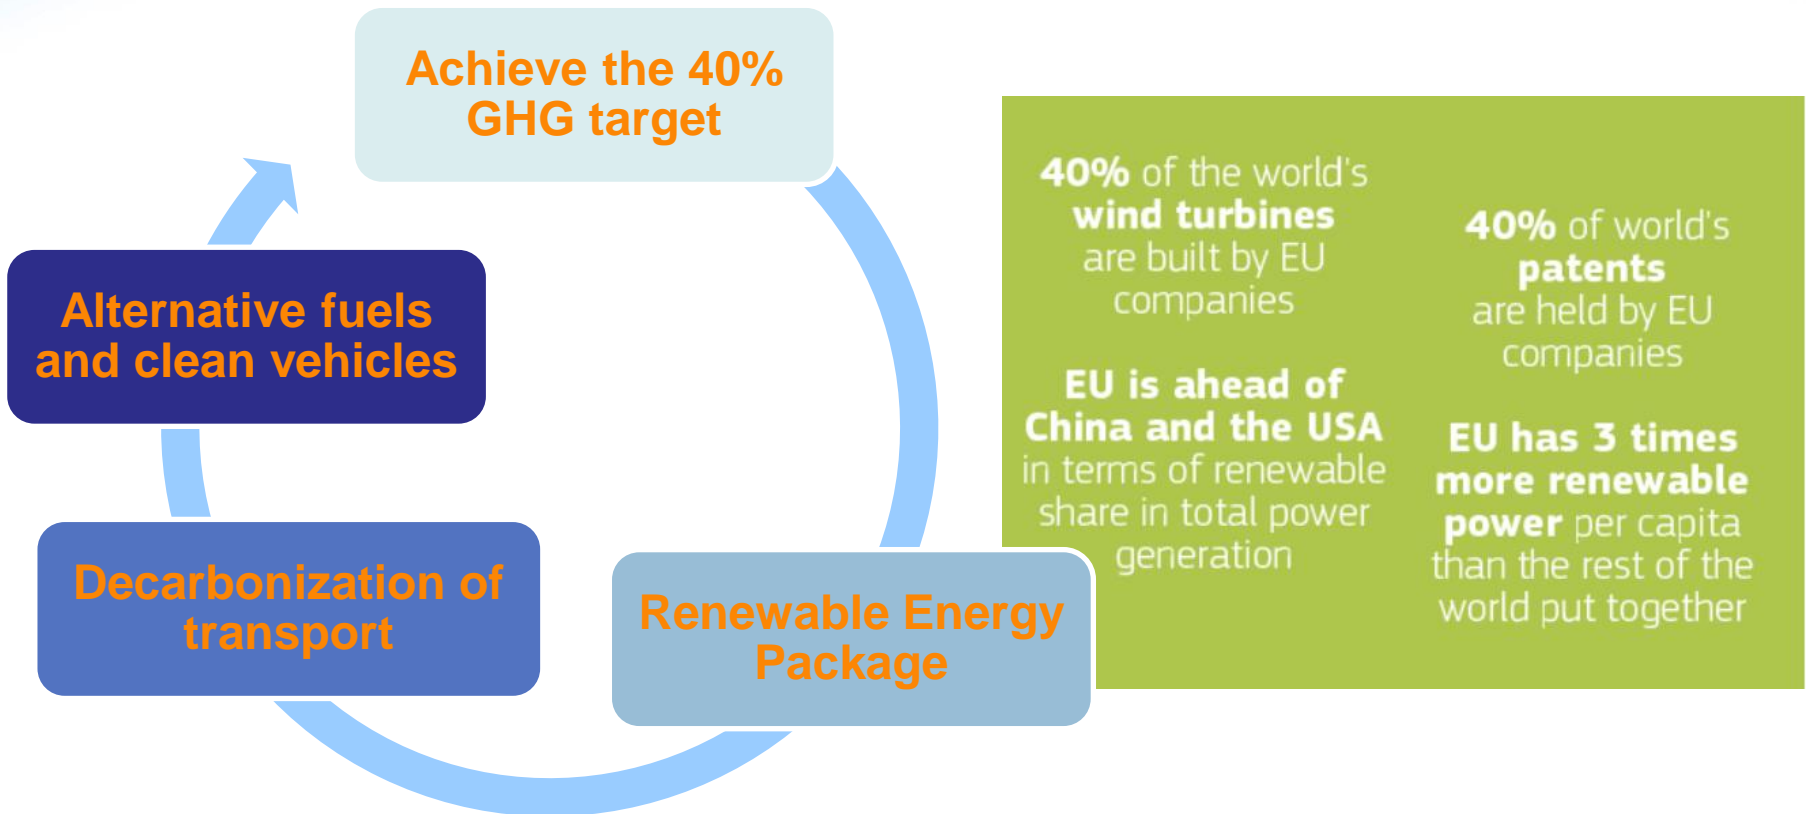 Achieve the 40%
GHG target
Alternative fuels
and clean vehicles
Decarbonization of
transport
Renewable Energy
Package
40% of the world's
wind turbines
are built by EU
companies
EU is ahead of
China and the USA
in terms of renewable
share in total power
generation
40% of world's
patents
are held by EU
companies
EU has 3 times
more renewable
power per capita
than the rest of the
world put together